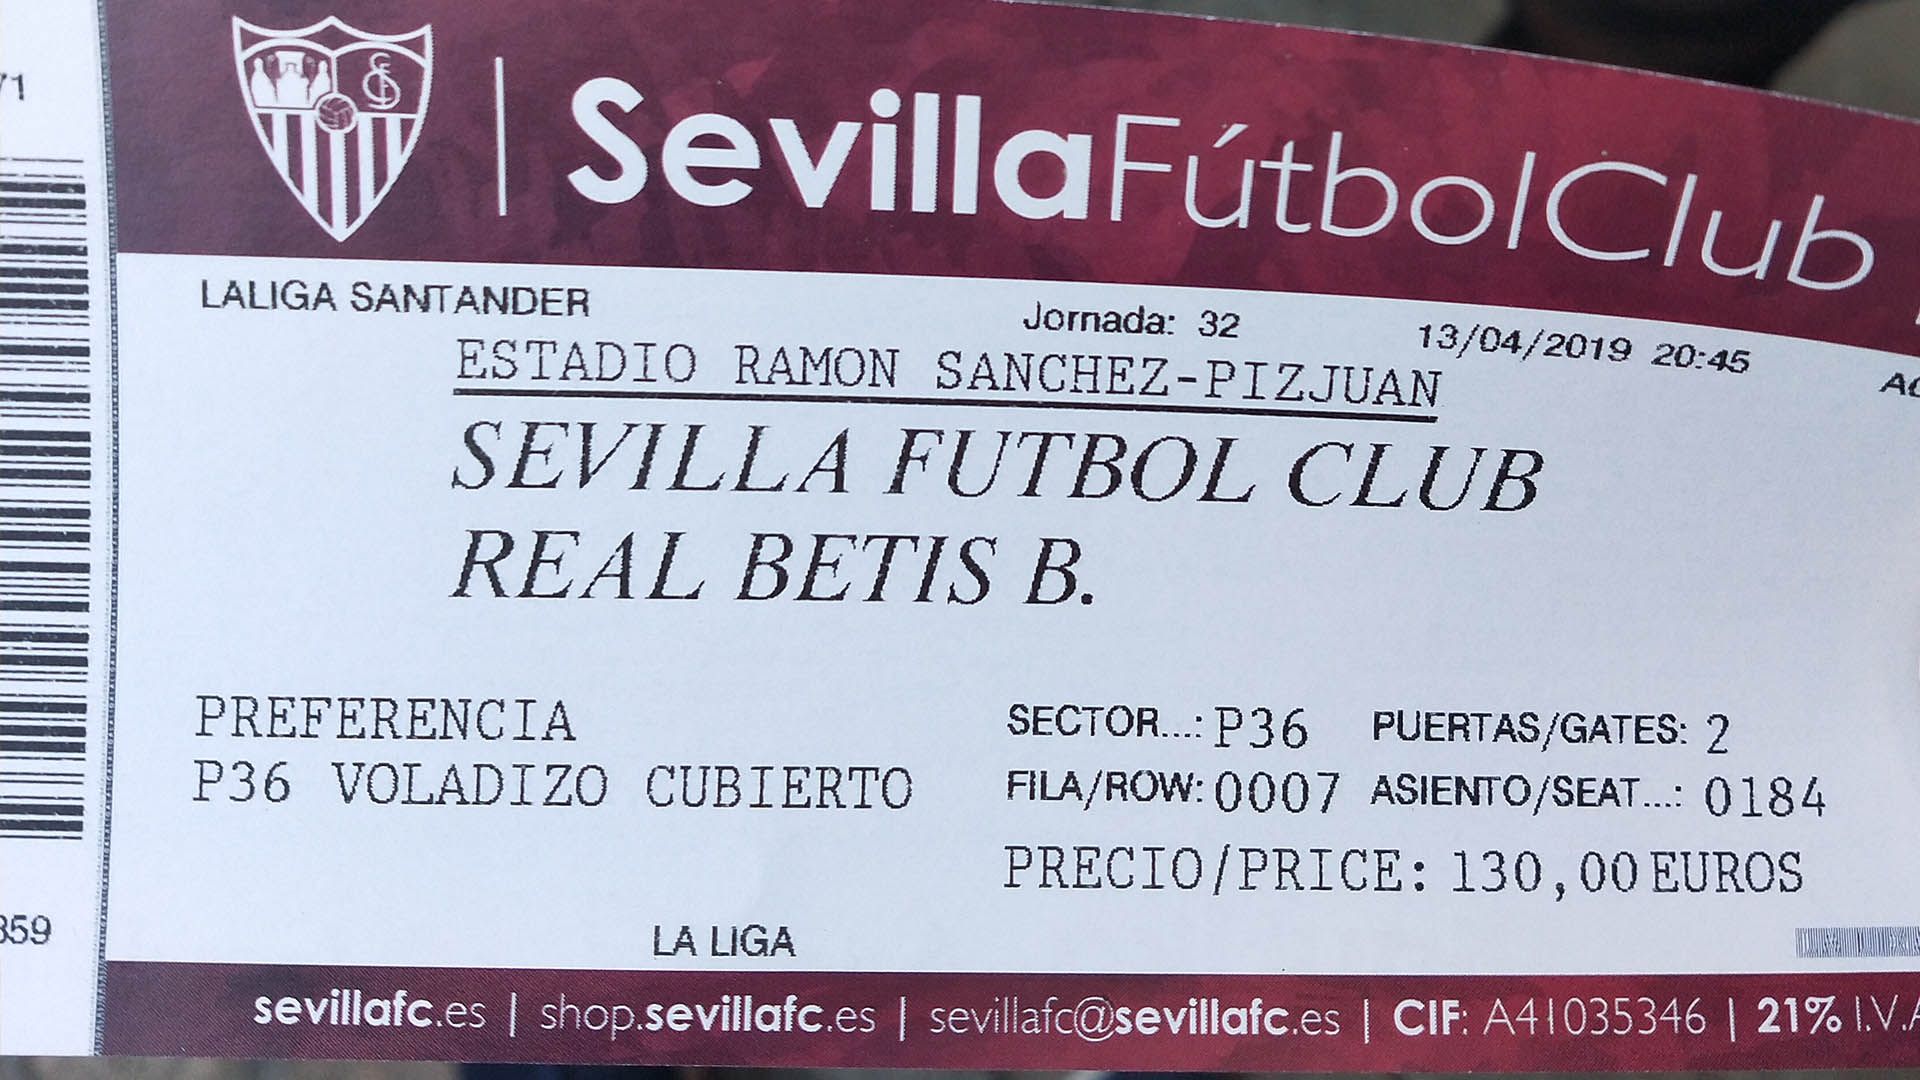 71
SevillaFútbolClub
LALIGA SANTANDER
Jornada: 32
13/04/2019 20:45
ESTADIO RAMON SANCHEZ-PIZJUAN
SEVILLA FUTBOL CLUB
REAL BETIS B.
PREFERENCIA
P36 VOLADIZO CUBIERTO
SECTOR...: P36 PUERTAS/GATES: 2
FILA/ROW: 0007 ASIENTO/SEAT...: 0184
PRECIO/PRICE: 130,00 EUROS
859
LA LIGA
sevillafc.es | shop.sevillafc.es | sevillafc@sevillafc.es | CIF: A41035346 | 21% I.V.A